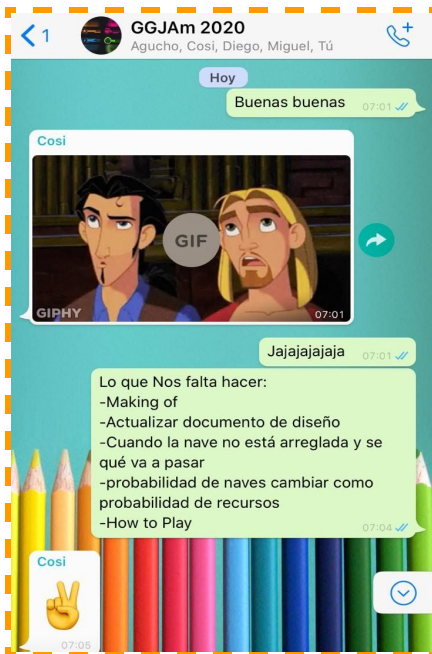 1
GGJAm 2020
Agucho, Cosi, Diego, Miguel, Tú
Hoy
Buenas buenas 07:01
Cosi
GIF
GIPHY 07:01
Jajajajajaja 07:01
Lo que Nos falta hacer:
-Making of
-Actualizar documento de diseño
-Cuando la nave no está arreglada y se
qué va a pasar
-probabilidad de naves cambiar como
probabilidad de recursos
-How to Play 07:04
Cosi
07:05